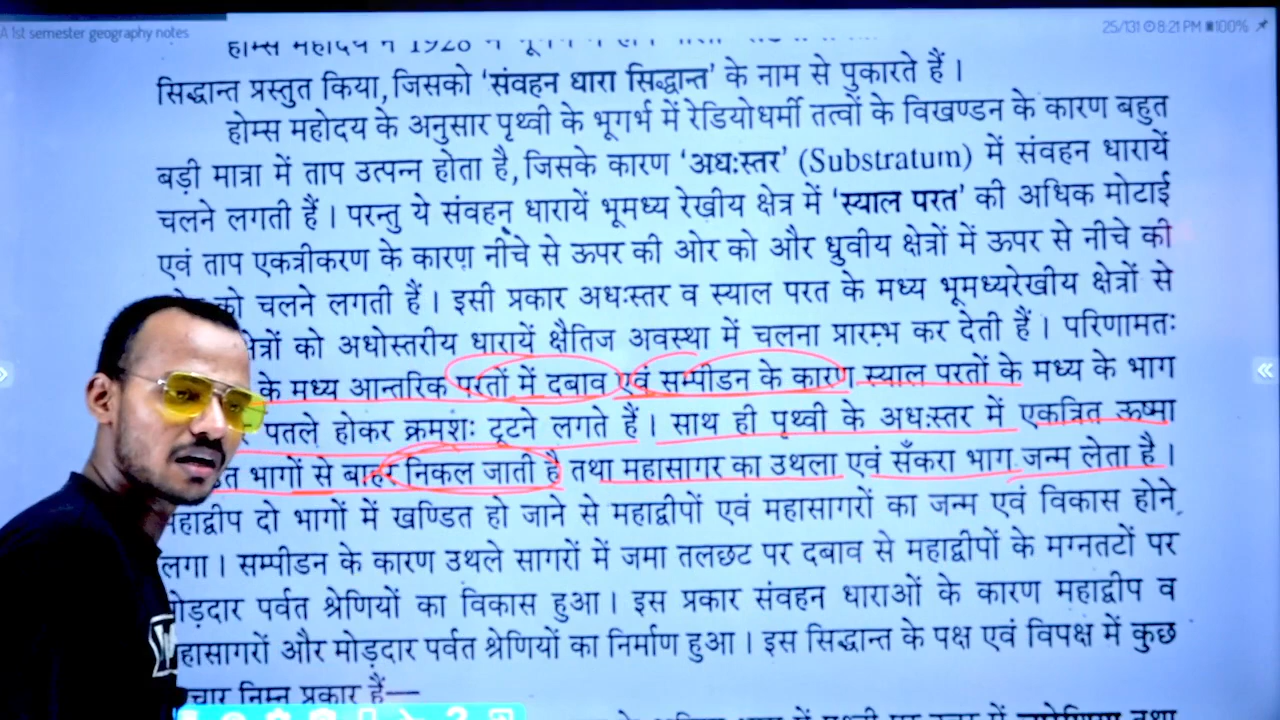 A 1st semester geography notes
25/131 8:21 PM 100%
होम्स महोदय ने 1928 में
सिद्धान्त प्रस्तुत किया, जिसको ‘संवहन धारा सिद्धान्त’ के नाम से पुकारते हैं।
होम्स महोदय के अनुसार पृथ्वी के भूगर्भ में रेडियोधर्मी तत्वों के विखण्डन के कारण बहुत
बड़ी मात्रा में ताप उत्पन्न होता है, जिसके कारण ‘अधःस्तर’ (Substratum) में संवहन धारायें
चलने लगती हैं। परन्तु ये संवहन् धारायें भूमध्य रेखीय क्षेत्र में ‘स्याल परत’ की अधिक मोटाई
एवं ताप एकत्रीकरण के कारण नीचे से ऊपर की ओर को और ध्रुवीय क्षेत्रों में ऊपर से नीचे की
को चलने लगती हैं। इसी प्रकार अधःस्तर व स्याल परत के मध्य भूमध्यरेखीय क्षेत्रों से
को अधोस्तरीय धारायें क्षैतिज अवस्था में चलना प्रारम्भ कर देती हैं। परिणामतः
के मध्य आन्तरिक परतों में दबाव एवं सम्पीडन के कारण स्याल परतों के मध्य के भाग
पतले होकर क्रमशः टूटने लगते हैं। साथ ही पृथ्वी के अधःस्तर में एकत्रित ऊष्मा
भागों से बाहर निकल जाती है तथा महासागर का उथला एवं सँकरा भाग जन्म लेता है।
महाद्वीप दो भागों में खण्डित हो जाने से महाद्वीपों एवं महासागरों का जन्म एवं विकास होने
लगा। सम्पीडन के कारण उथले सागरों में जमा तलछट पर दबाव से महाद्वीपों के मग्नतटों पर
मोड़दार पर्वत श्रेणियों का विकास हुआ। इस प्रकार संवहन धाराओं के कारण महाद्वीप व
महासागरों और मोड़दार पर्वत श्रेणियों का निर्माण हुआ। इस सिद्धान्त के पक्ष एवं विपक्ष में कुछ
विचार निम्न प्रकार हैं—